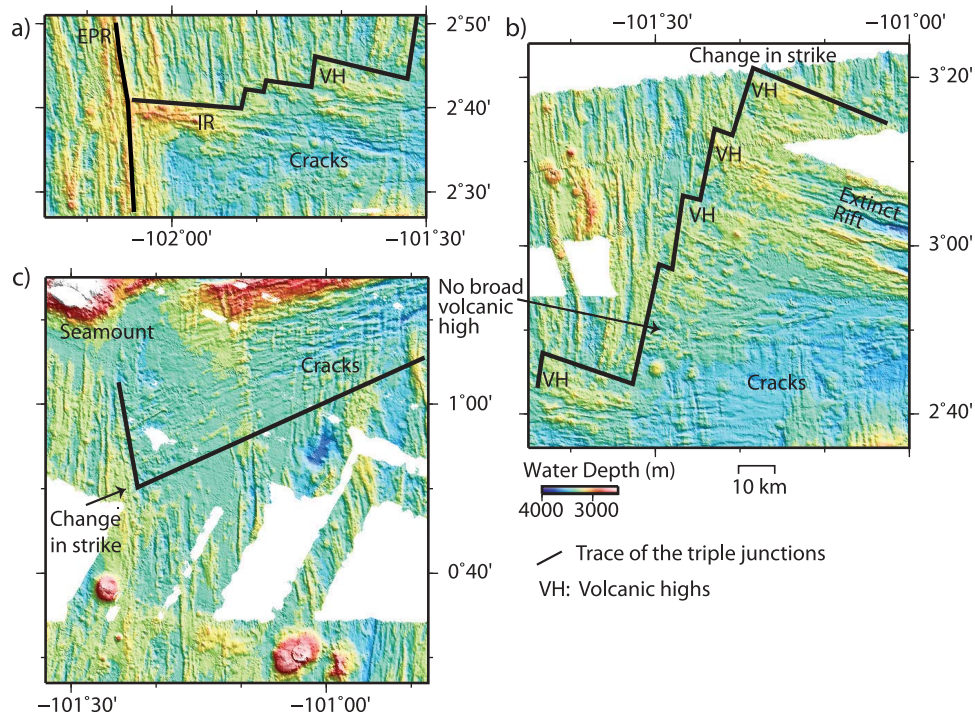 a)
EPR
VH
IR
Cracks
2˚50'
2˚40'
2˚30'
−102˚00'
−101˚30'
b)
−101˚30'
−101˚00'
Change in strike
VH
VH
VH
Extinct
Rift
VH
Cracks
3˚20'
3˚00'
2˚40'
No broad
volcanic
high
c)
Seamount
Cracks
Change
in strike
1˚00'
0˚40'
−101˚30'
−101˚00'
Water Depth (m)
4000 3000
10 km
Trace of the triple junctions
VH: Volcanic highs